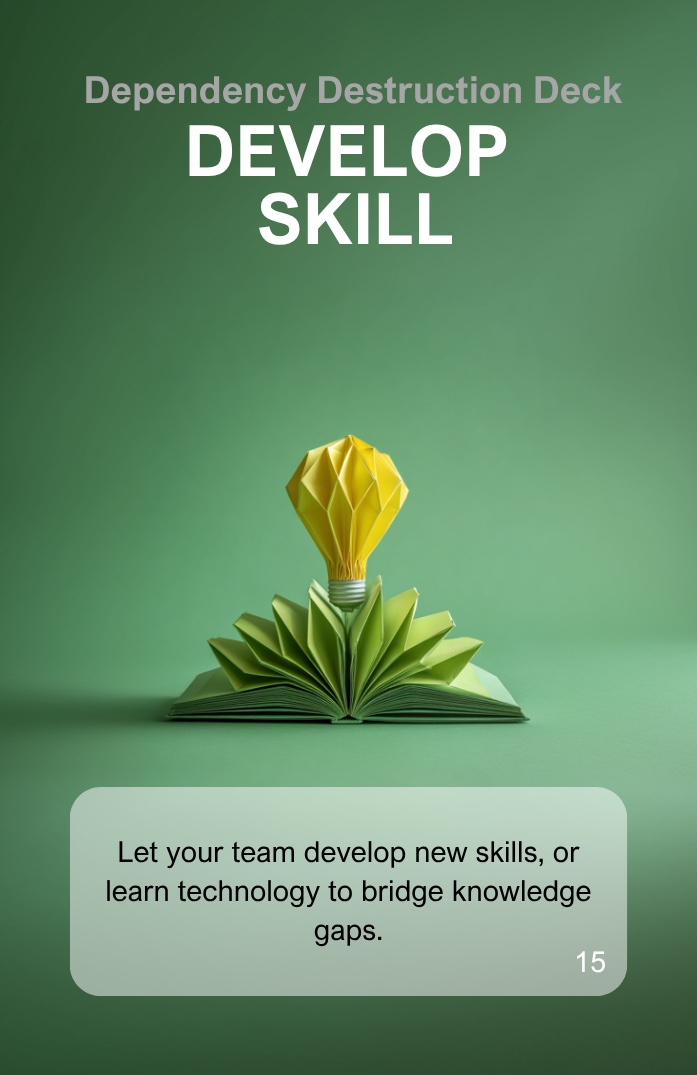 Dependency Destruction Deck
DEVELOP
SKILL
Let your team develop new skills, or
learn technology to bridge knowledge
gaps.
15